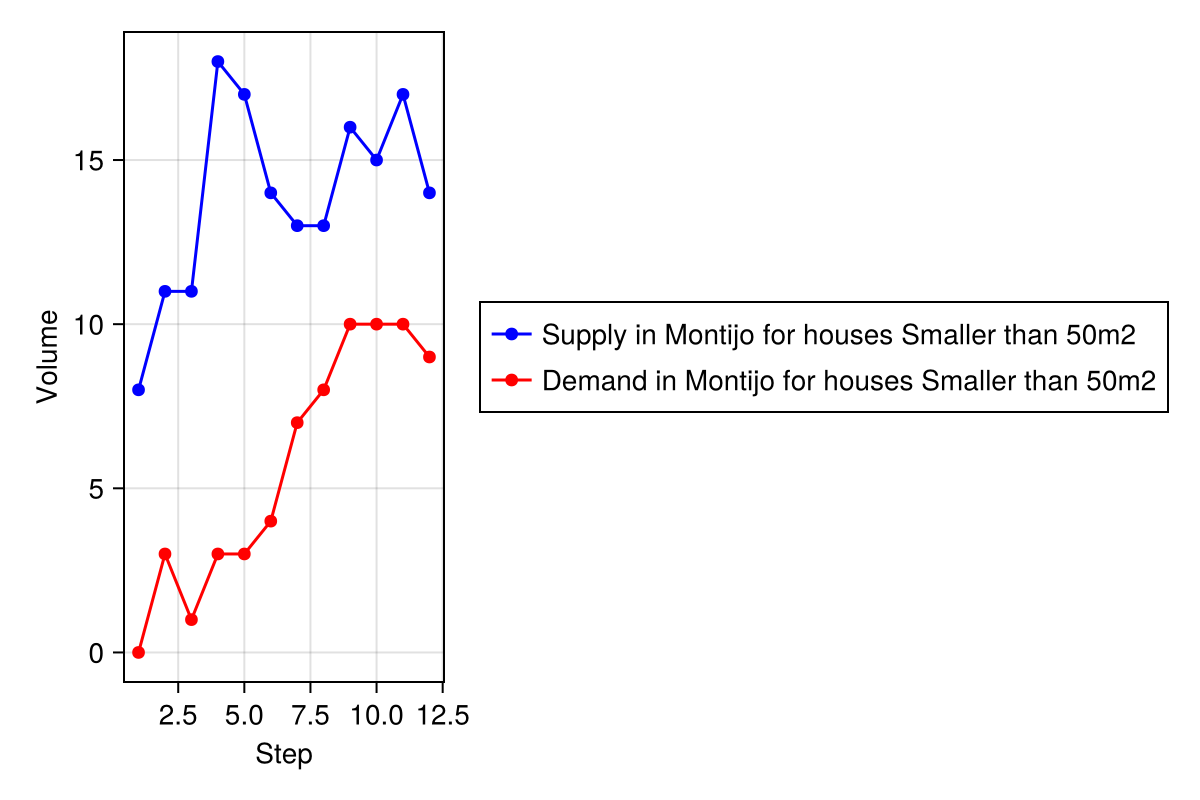 Volume
15
10
5
0
2.5 5.0 7.5 10.0 12.5
Step
Supply in Montijo for houses Smaller than 50m2
Demand in Montijo for houses Smaller than 50m2